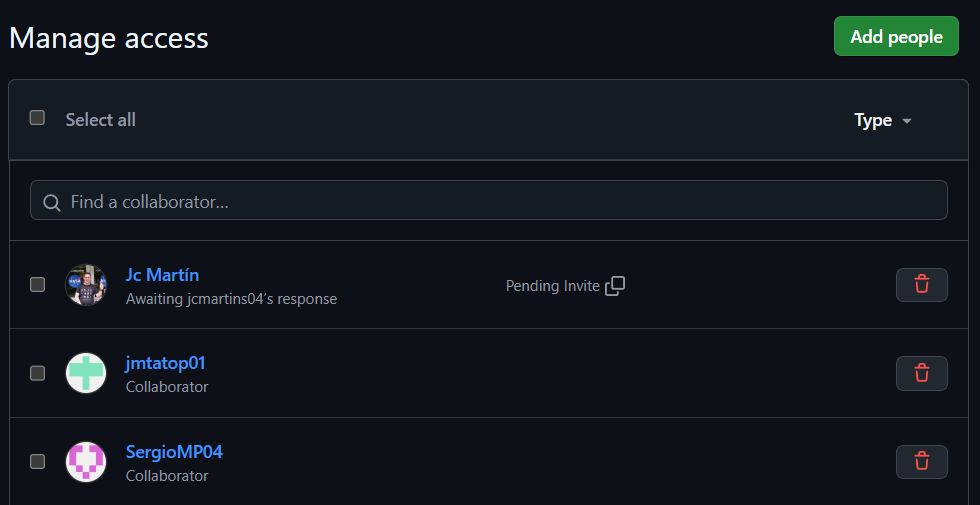 Manage access
Add people
Select all
Type
Find a collaborator...
Jc Martín
Awaiting jcmartins04's response
Pending Invite
jmtatop01
Collaborator
SergioMP04
Collaborator